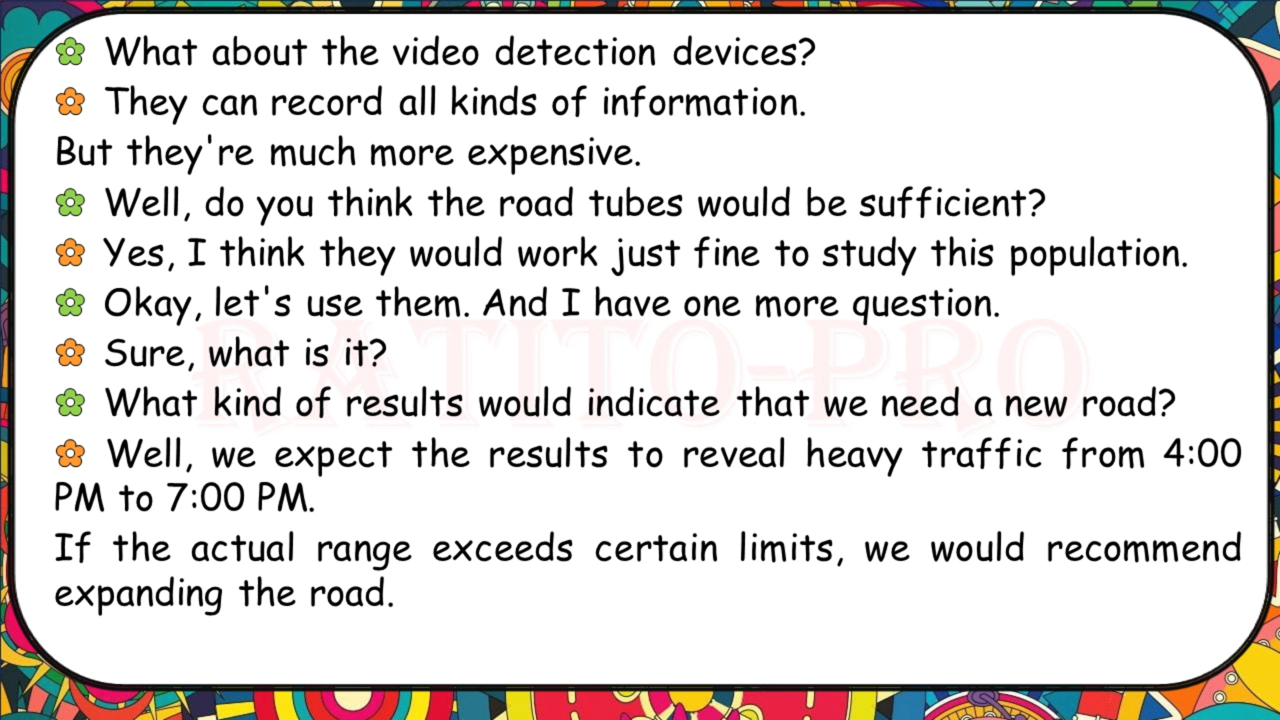 What about the video detection devices?
They can record all kinds of information.
But they're much more expensive.
Well, do you think the road tubes would be sufficient?
Yes, I think they would work just fine to study this population.
Okay, let's use them. And I have one more question.
RATITO-PRO
Sure, what is it?
What kind of results would indicate that we need a new road?
Well, we expect the results to reveal heavy traffic from 4:00
PM to 7:00 PM.
If the actual range exceeds certain limits, we would recommend
expanding the road.